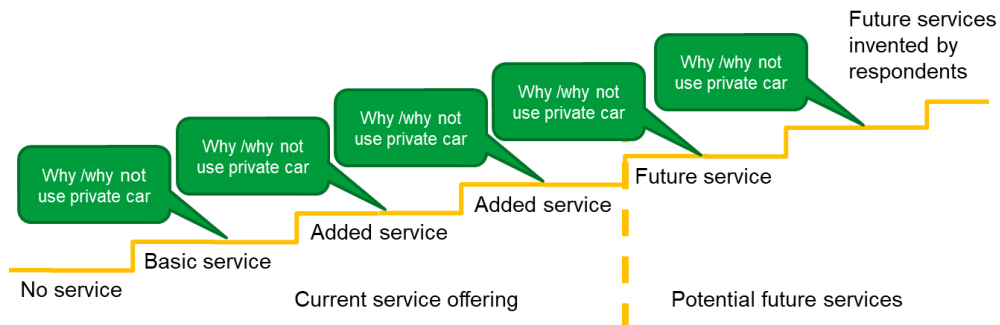 Future services
invented by
respondents
Why /why not
use private car
Why /why not
use private car
Why /why not
use private car
Why /why not
use private car
Why /why not
use private car
Future service
Added service
Added service
Basic service
No service
Current service offering
Potential future services